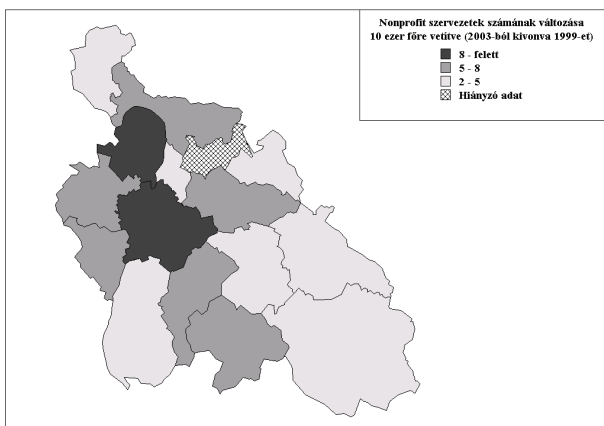 Nonprofit szervezetek számának változása
10 ezer főre vetítve (2003-ból kivonva 1999-et)
8 - felett
5 - 8
2 - 5
Hiányzó adat